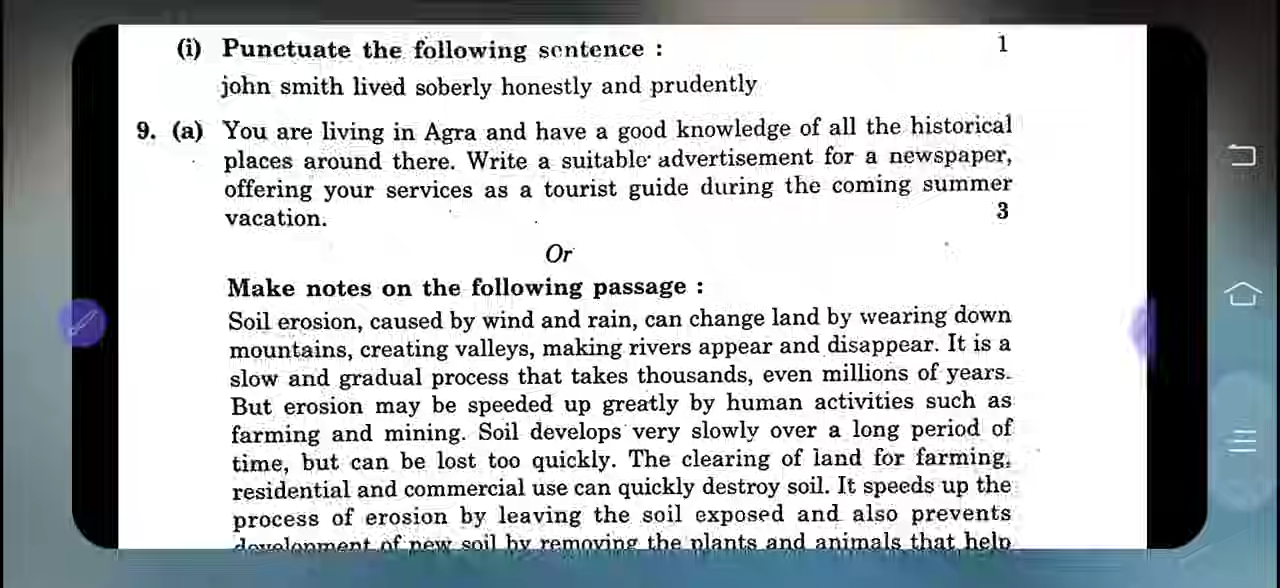 (i) Punctuate the following sentence : 1
john smith lived soberly honestly and prudently
9. (a) You are living in Agra and have a good knowledge of all the historical
places around there. Write a suitable advertisement for a newspaper,
offering your services as a tourist guide during the coming summer
vacation. 3
Or
Make notes on the following passage :
Soil erosion, caused by wind and rain, can change land by wearing down
mountains, creating valleys, making rivers appear and disappear. It is a
slow and gradual process that takes thousands, even millions of years.
But erosion may be speeded up greatly by human activities such as
farming and mining. Soil develops very slowly over a long period of
time, but can be lost too quickly. The clearing of land for farming,
residential and commercial use can quickly destroy soil. It speeds up the
process of erosion by leaving the soil exposed and also prevents
development of new soil by removing the plants and animals that help